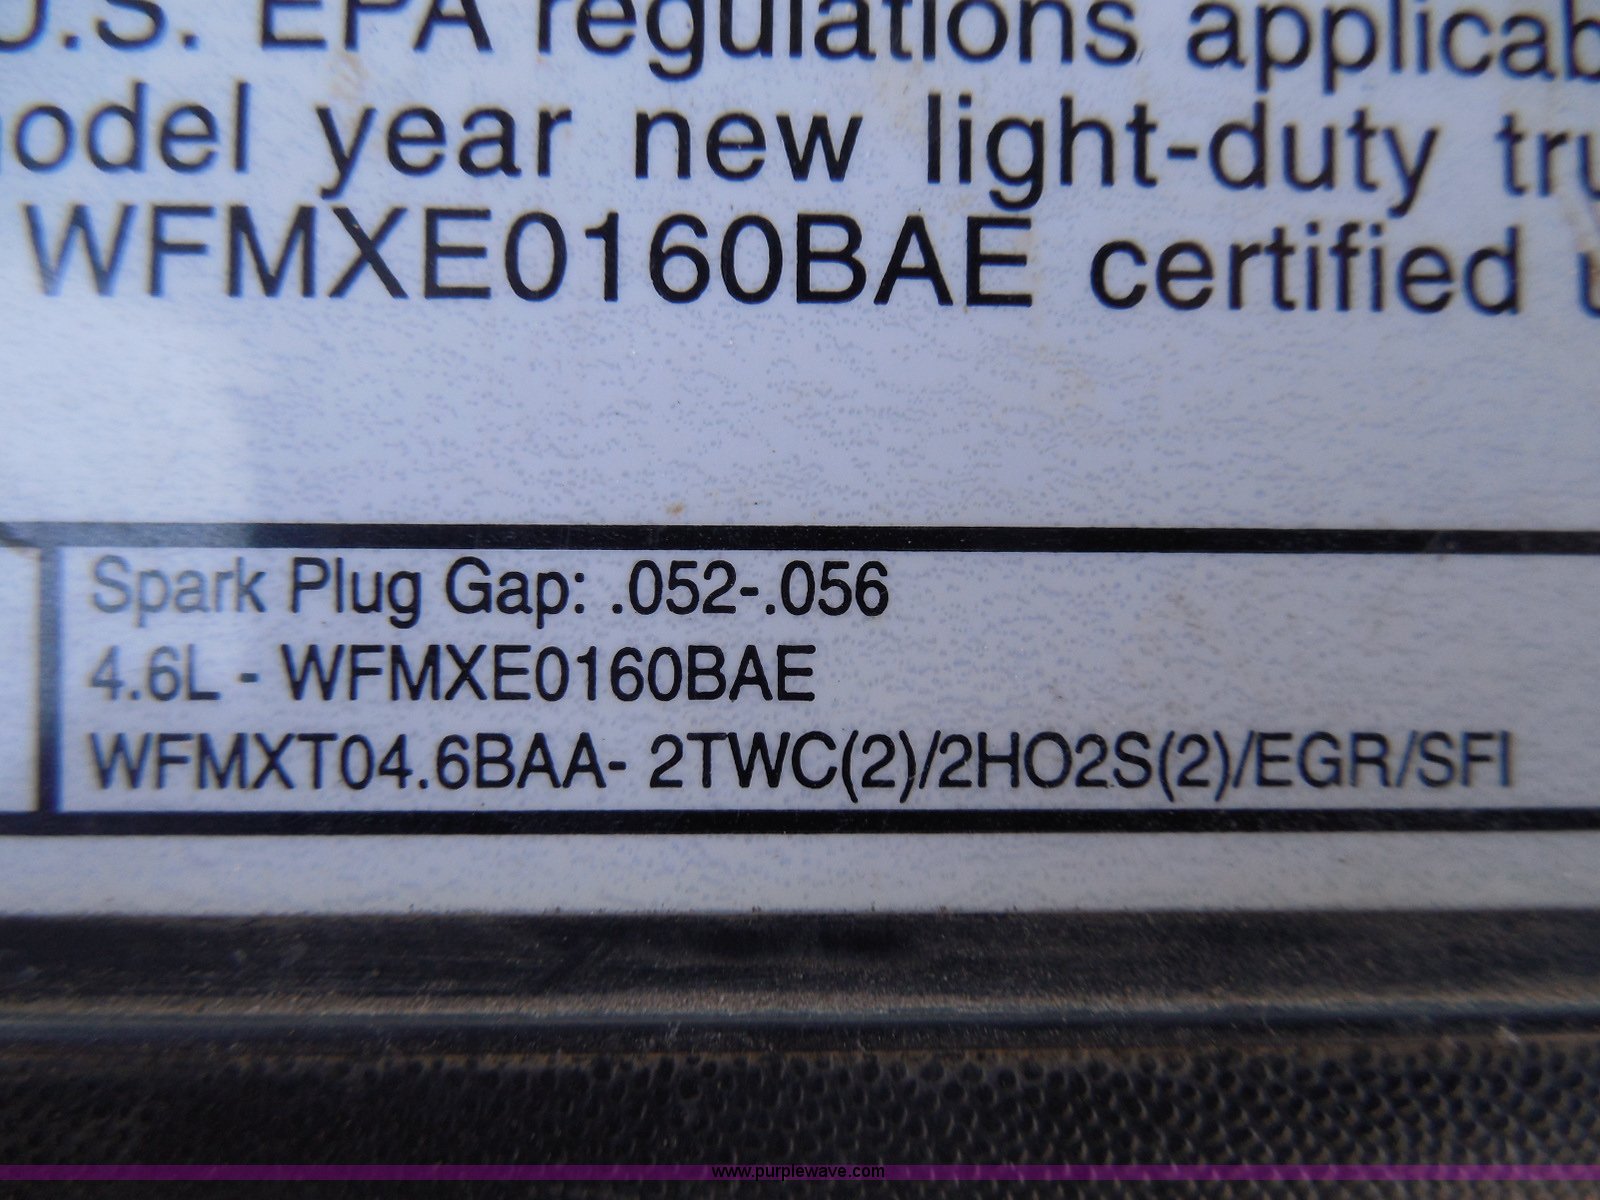 U.S. EPA regulations applicab
odel year new light-duty tru
WFMXE0160BAE certified u
Spark Plug Gap: .052-.056
4.6L - WFMXE0160BAE
WFMXT04.6BAA- 2TWC(2)/2HO2S(2)/EGR/SFI
www.purplewave.com